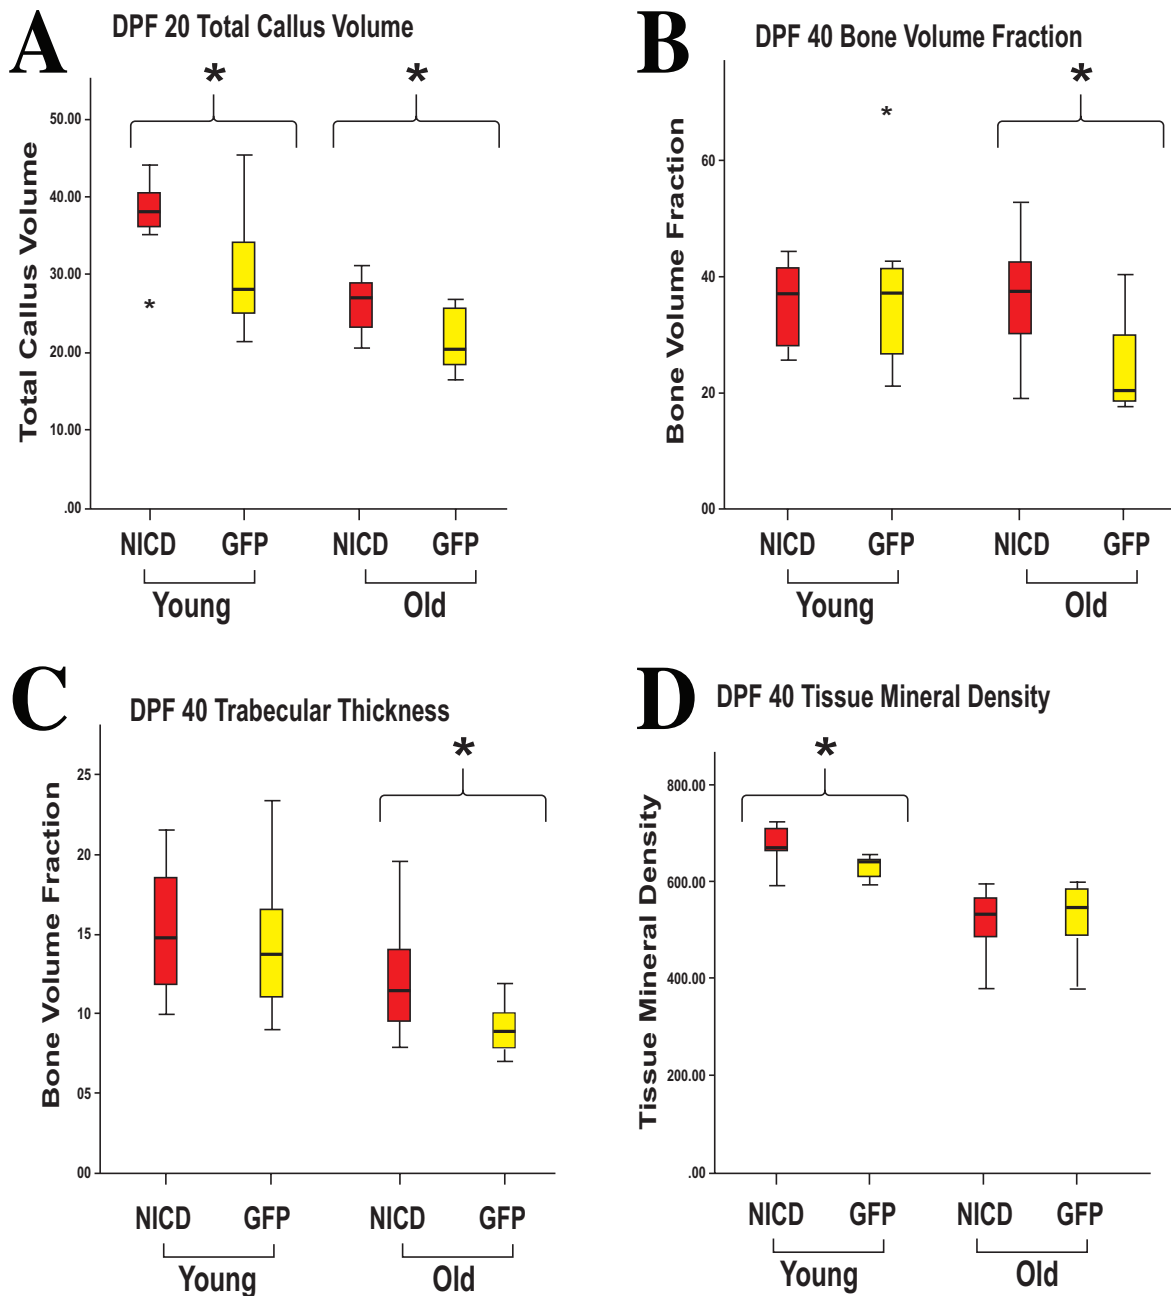 A
DPF 20 Total Callus Volume
*
*
Total Callus Volume
50.00
40.00
30.00
20.00
10.00
.00
*
NICD GFP NICD GFP
Young Old
B
DPF 40 Bone Volume Fraction
*
*
Bone Volume Fraction
60
40
20
00
NICD GFP NICD GFP
Young Old
C
DPF 40 Trabecular Thickness
*
Bone Volume Fraction
25
20
15
10
05
00
NICD GFP NICD GFP
Young Old
D
DPF 40 Tissue Mineral Density
*
Tissue Mineral Density
800.00
600.00
400.00
200.00
.00
NICD GFP NICD GFP
Young Old